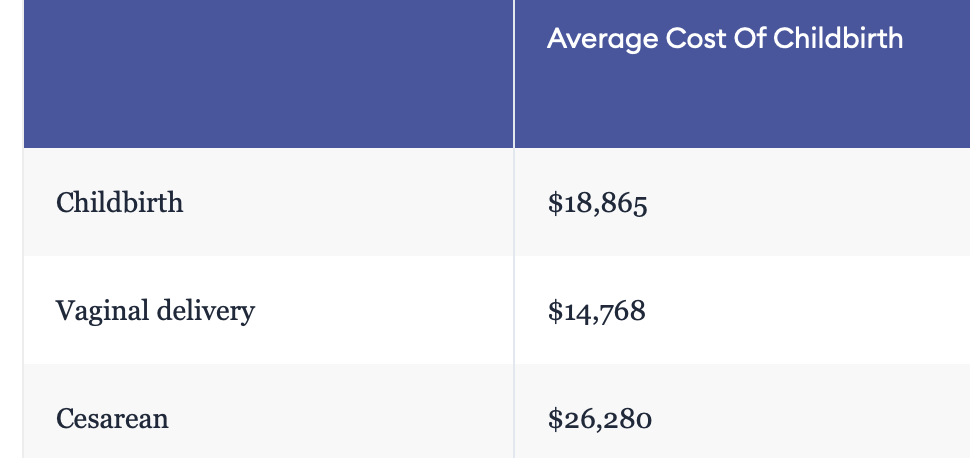 Average Cost Of Childbirth
Childbirth $18,865
Vaginal delivery $14,768
Cesarean $26,280